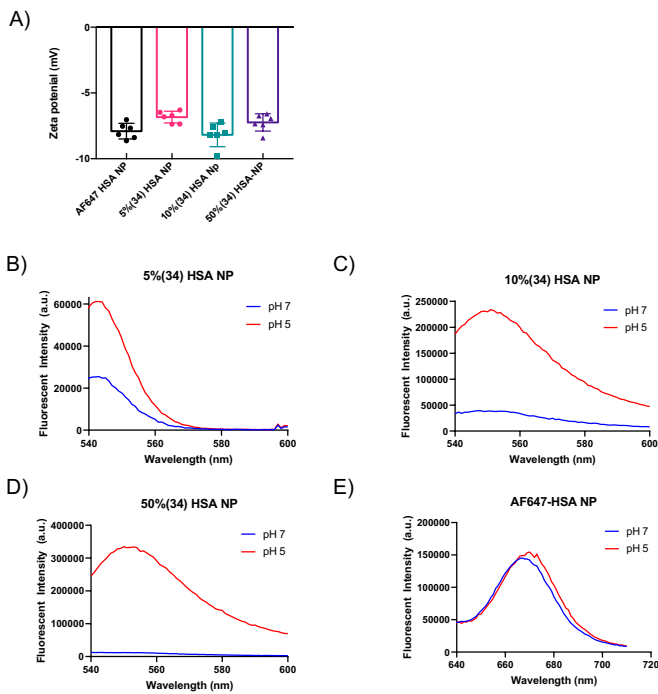 A)
Zeta potenial (mV)
0
-5
-10
AF647 HSA NP
5%(34) HSA NP
10%(34) HSA Np
50%(34) HSA-NP
B)
5%(34) HSA NP
Fluorescent Intensity (a.u.)
60000
40000
20000
0
540
560
580
600
Wavelength (nm)
pH 7
pH 5
C)
10%(34) HSA NP
Fluorescent Intensity (a.u.)
250000
200000
150000
100000
50000
0
540
560
580
600
Wavelength (nm)
pH 7
pH 5
D)
50%(34) HSA NP
Fluorescent Intensity (a.u.)
400000
300000
200000
100000
0
540
560
580
600
Wavelength (nm)
pH 7
pH 5
E)
AF647-HSA NP
Fluorescent Intensity (a.u.)
200000
150000
100000
50000
0
640
660
680
700
720
Wavelength (nm)
pH 7
pH 5